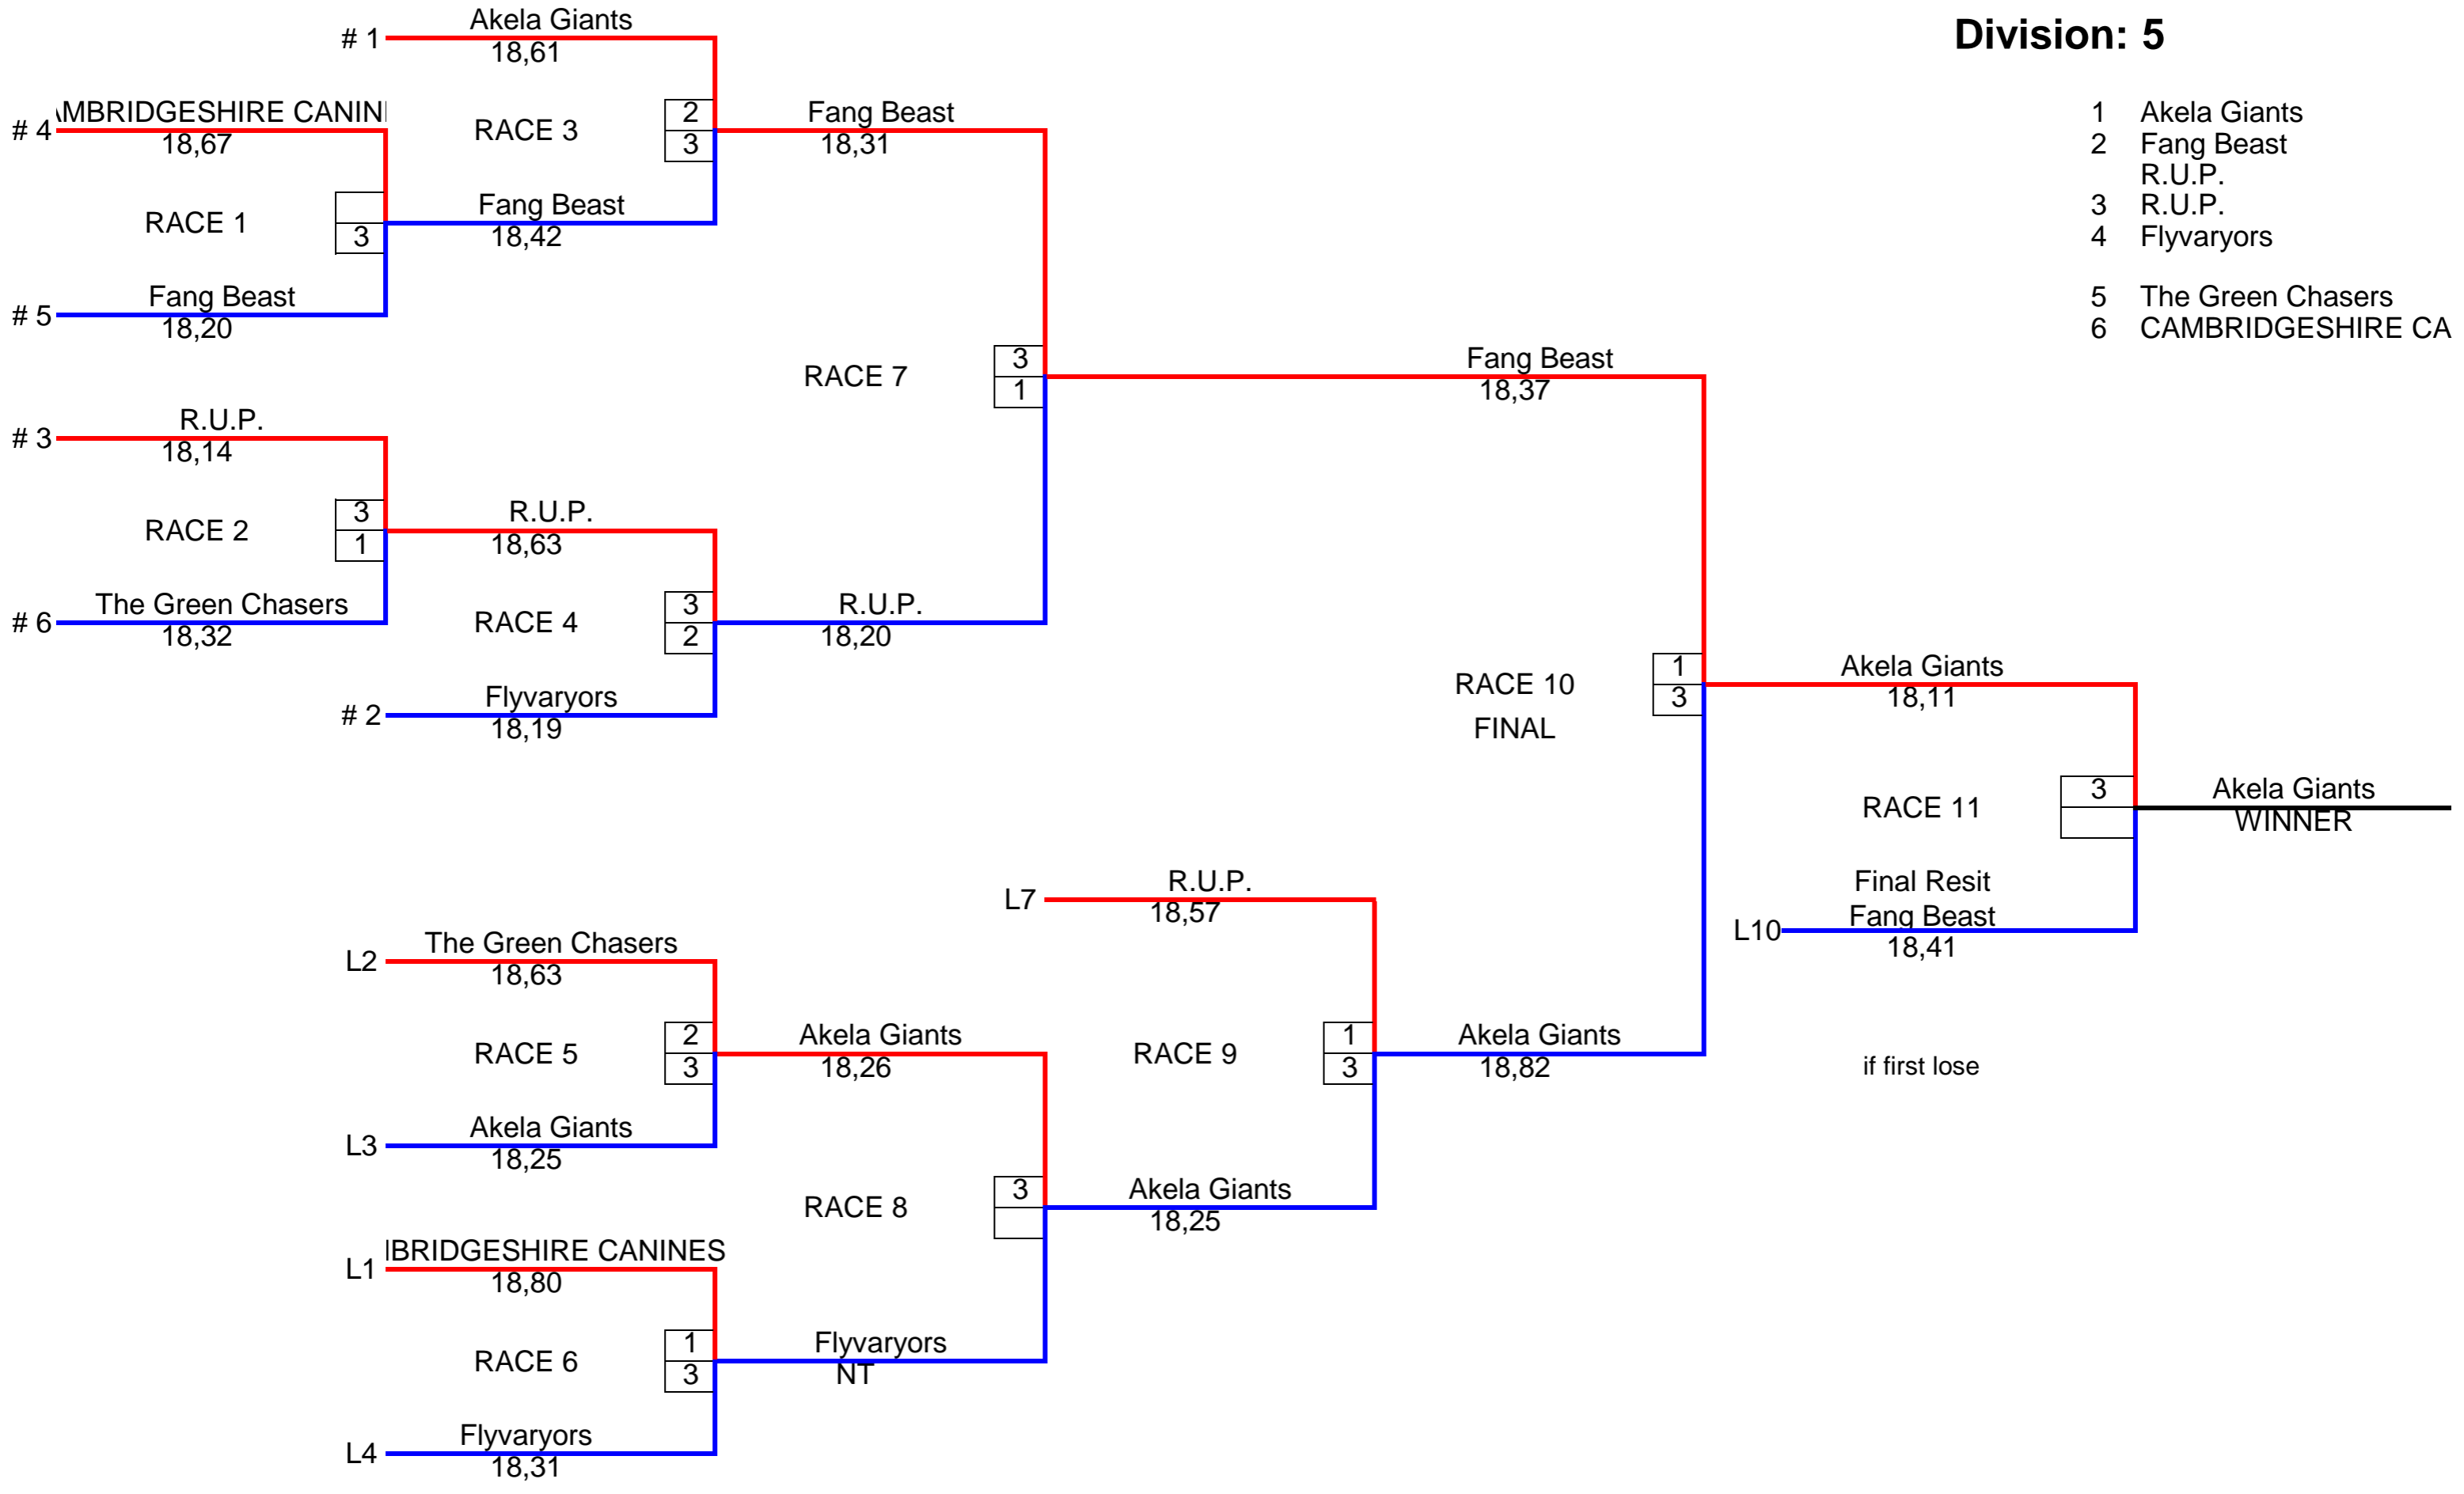 Division: 5
1 Akela Giants
2 Fang Beast
R.U.P.
3 R.U.P.
4 Flyvaryors
5 The Green Chasers
6 CAMBRIDGESHIRE CA
# 1 Akela Giants
18,61
# 4 AMBRIDGESHIRE CANIN
18,67
RACE 3
2
3
Fang Beast
18,31
RACE 1
3
Fang Beast
18,42
# 5 Fang Beast
18,20
RACE 7
3
1
Fang Beast
18,37
# 3 R.U.P.
18,14
RACE 2
3
1
R.U.P.
18,63
# 6 The Green Chasers
18,32
RACE 4
3
2
R.U.P.
18,20
# 2 Flyvaryors
18,19
RACE 10
FINAL
1
3
Akela Giants
18,11
RACE 11
3
Akela Giants
WINNER
Final Resit
L10 Fang Beast
18,41
if first lose
L7 R.U.P.
18,57
L2 The Green Chasers
18,63
RACE 5
2
3
Akela Giants
18,26
RACE 9
1
3
Akela Giants
18,82
L3 Akela Giants
18,25
RACE 8
3
Akela Giants
18,25
L1 BRIDGESHIRE CANINES
18,80
RACE 6
1
3
Flyvaryors
NT
L4 Flyvaryors
18,31